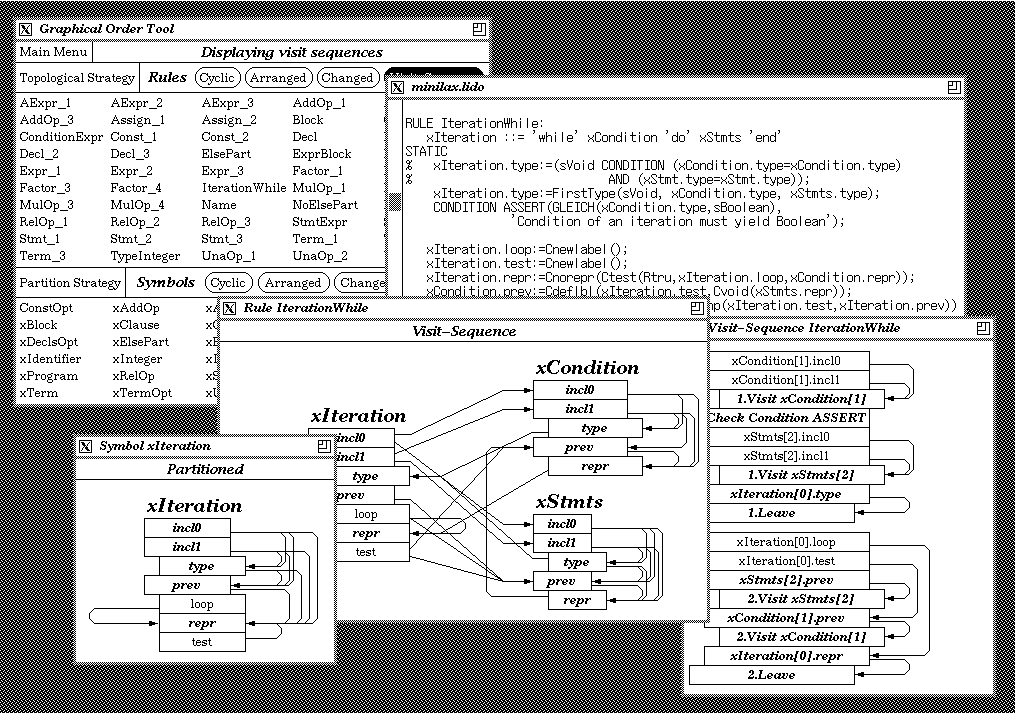 Graphical Order Tool
Main Menu
Displaying visit sequences
Topological Strategy Rules Cyclic Arranged Changed
AExpr_1 AExpr_2 AExpr_3 AddOp_1
AddOp_3 Assign_1 Assign_2 Block
ConditionExpr Const_1 Const_2 Decl
Decl_2 Decl_3 ElsePart ExprBlock
Expr_1 Expr_2 Expr_3 Factor_1
Factor_3 Factor_4 IterationWhile MulOp_1
MulOp_3 MulOp_4 Name NoElsePart
RelOp_1 RelOp_2 RelOp_3 StmtExpr
Stmt_1 Stmt_2 Stmt_3 Term_1
Term_3 TypeInteger UnaOp_1 UnaOp_2
Partition Strategy Symbols Cyclic Arranged Change
ConstOpt xAddOp
xBlock xClause
xDeclsOpt xElsePart
xIdentifier xInteger
xProgram xRelOp
xTerm xTermOpt
minilax.lido
RULE IterationWhile:
xIteration ::= 'while' xCondition 'do' xStmts 'end'
STATIC
% xIteration.type:=(sVoid CONDITION (xCondition.type=xCondition.type)
% AND (xStmt.type=xStmt.type));
xIteration.type:=FirstType(sVoid, xCondition.type, xStmts.type);
CONDITION ASSERT(GLEICH(xCondition.type,sBoolean),
'Condition of an iteration must yield Boolean');
xIteration.loop:=Cnewlabel();
xIteration.test:=Cnewlabel();
xIteration.repr:=Cnorepr(Ctest(Rtru,xIteration.loop,xCondition.repr));
xCondition.prev:=Cdeflbl(xIteration.test,Cvoid(xStmts.repr));
mp(xIteration.test,xIteration.prev))
Rule IterationWhile
Visit-Sequence
xIteration
incl0
incl1
type
prev
loop
repr
test
xCondition
incl0
incl1
type
prev
repr
xStmts
incl0
incl1
type
prev
repr
Symbol xIteration
Partitioned
xIteration
incl0
incl1
type
prev
loop
repr
test
Visit-Sequence IterationWhile
xCondition[1].incl0
xCondition[1].incl1
1.Visit xCondition[1]
Check Condition ASSERT
xStmts[2].incl0
xStmts[2].incl1
1.Visit xStmts[2]
xIteration[0].type
1.Leave
xIteration[0].loop
xIteration[0].test
xStmts[2].prev
2.Visit xStmts[2]
xCondition[1].prev
2.Visit xCondition[1]
xIteration[0].repr
2.Leave